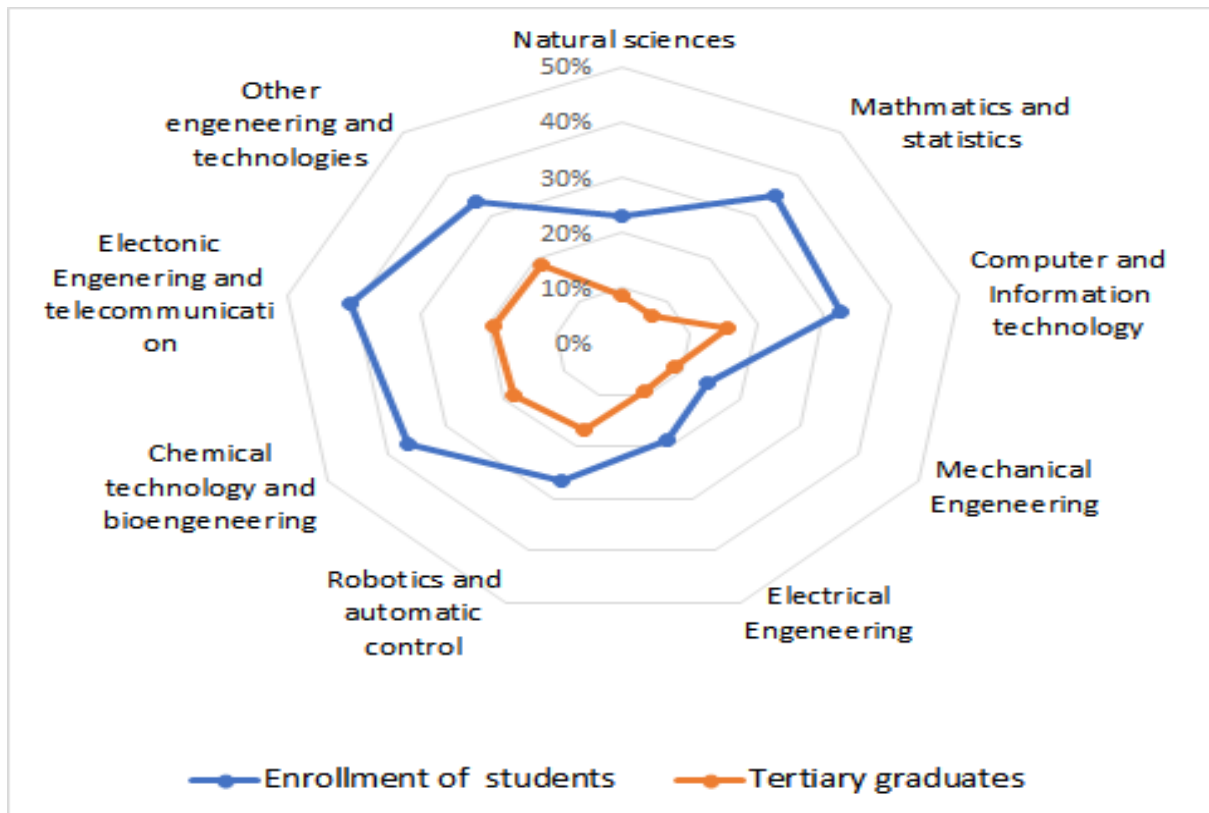 Natural sciences
50%
40%
30%
20%
10%
0%
Mathmatics and
statistics
Computer and
Information
technology
Mechanical
Engeneering
Electrical
Engeneering
Robotics and
automatic
control
Chemical
technology and
bioengeneering
Electonic
Engenering and
telecommunicati
on
Other
engeneering and
technologies
Enrollment of students
Tertiary graduates